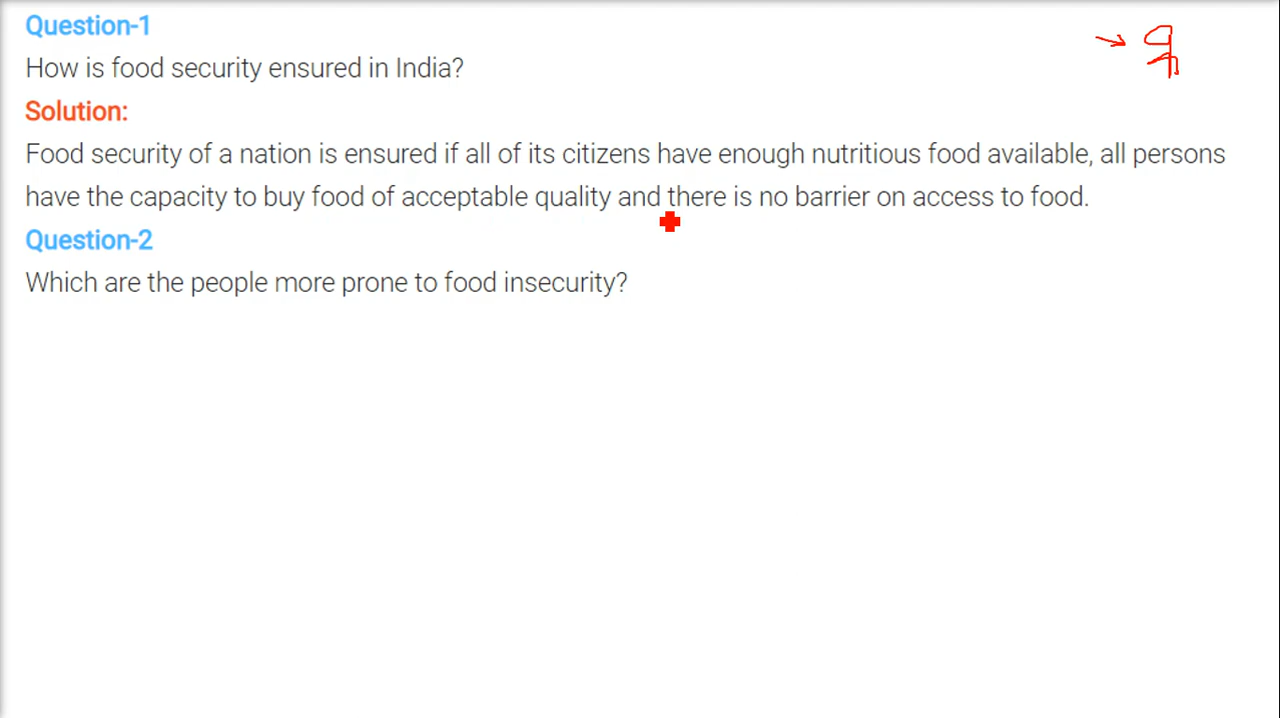 Question-1
How is food security ensured in India?
Solution:
Food security of a nation is ensured if all of its citizens have enough nutritious food available, all persons
have the capacity to buy food of acceptable quality and there is no barrier on access to food.
Question-2
Which are the people more prone to food insecurity?